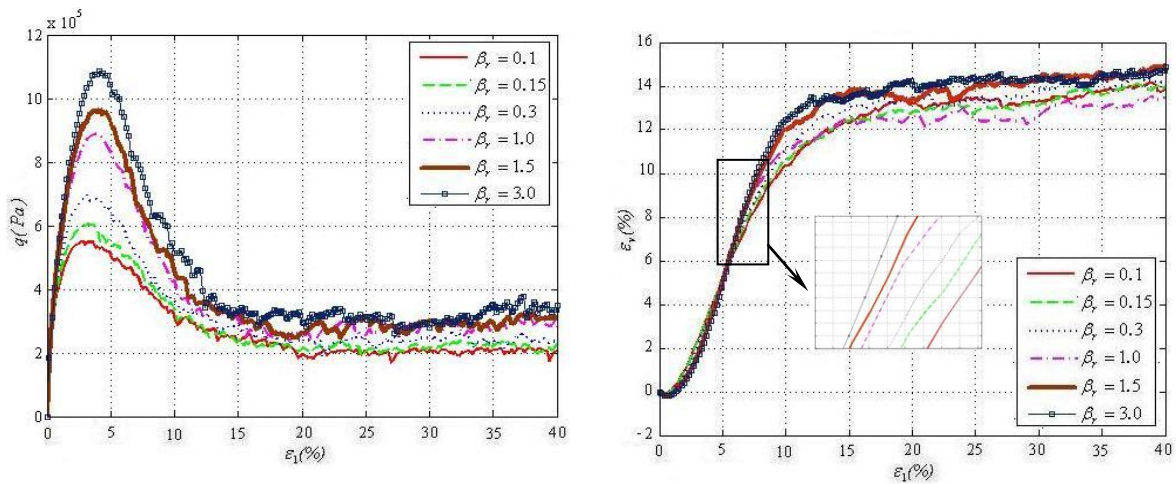 x 10⁵
12
10
8
6
4
2
0
q(Pa)
0 5 10 15 20 25 30 35 40
ε₁(%)
βᵣ = 0.1
βᵣ = 0.15
βᵣ = 0.3
βᵣ = 1.0
βᵣ = 1.5
βᵣ = 3.0
16
14
12
10
8
6
4
2
0
-2
εᵥ(%)
0 5 10 15 20 25 30 35 40
ε₁(%)
βᵣ = 0.1
βᵣ = 0.15
βᵣ = 0.3
βᵣ = 1.0
βᵣ = 1.5
βᵣ = 3.0